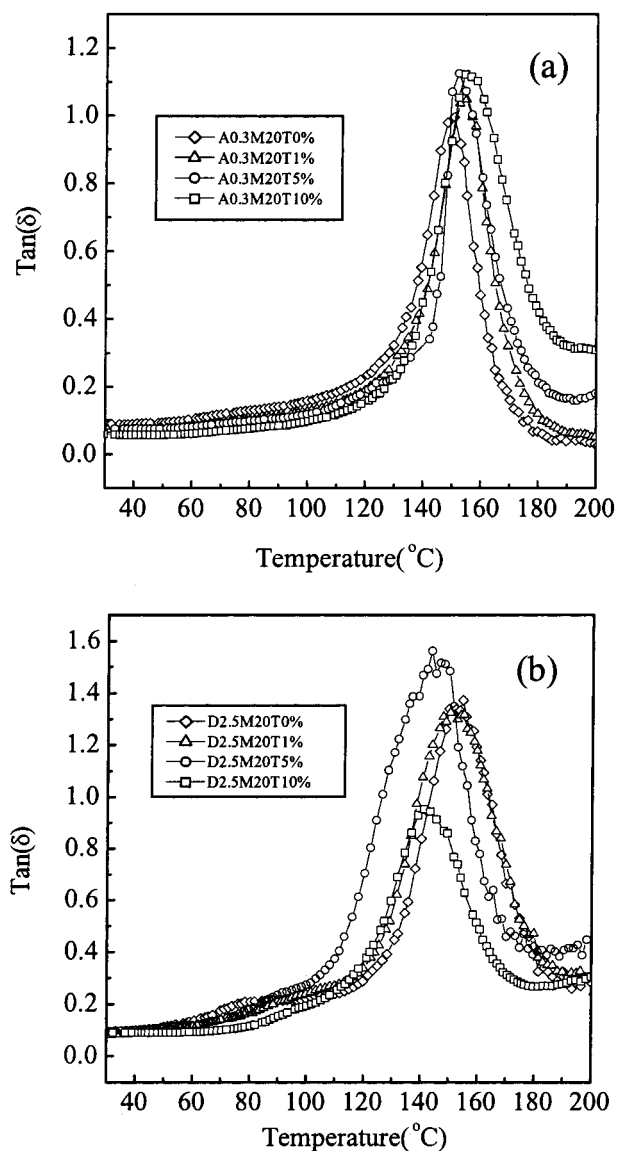 (a)
A0.3M20T0%
A0.3M20T1%
A0.3M20T5%
A0.3M20T10%
Tan(δ)
1.2
1.0
0.8
0.6
0.4
0.2
0.0
40 60 80 100 120 140 160 180 200
Temperature(°C)
(b)
D2.5M20T0%
D2.5M20T1%
D2.5M20T5%
D2.5M20T10%
Tan(δ)
1.6
1.4
1.2
1.0
0.8
0.6
0.4
0.2
0.0
40 60 80 100 120 140 160 180 200
Temperature(°C)